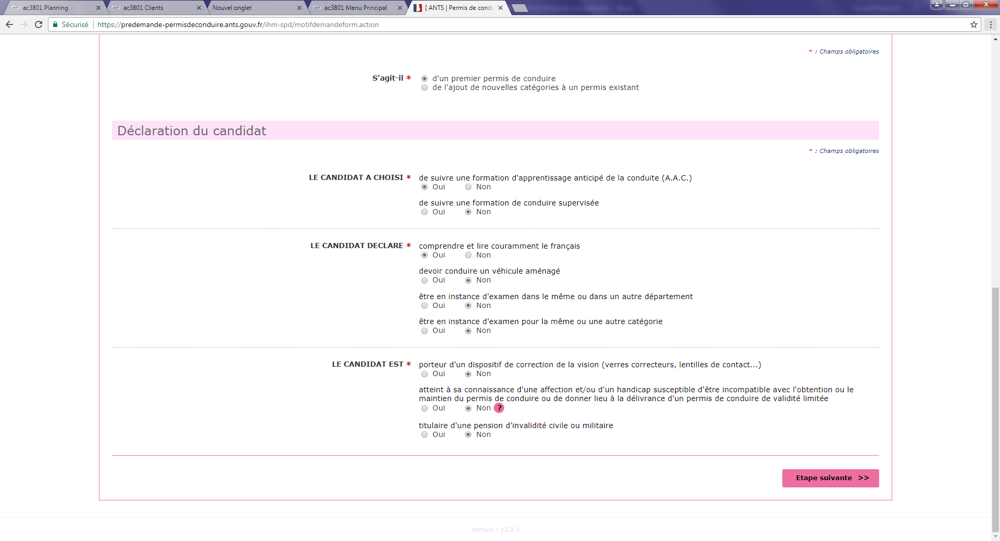 ac3801 Planning
ac3801 Clients
Nouvel onglet
ac3801 Menu Principal
[ ANTS | Permis de condu
Sécurisé
https://predemande-permisdeconduire.ants.gouv.fr/ihm-spd/motifdemandeform.action
* : Champs obligatoires
S'agit-il * d'un premier permis de conduire
de l'ajout de nouvelles catégories à un permis existant
Déclaration du candidat
* : Champs obligatoires
LE CANDIDAT A CHOISI * de suivre une formation d'apprentissage anticipé de la conduite (A.A.C.)
Oui Non
de suivre une formation de conduire supervisée
Oui Non
LE CANDIDAT DECLARE * comprendre et lire couramment le français
Oui Non
devoir conduire un véhicule aménagé
Oui Non
être en instance d'examen dans le même ou dans un autre département
Oui Non
être en instance d'examen pour la même ou une autre catégorie
Oui Non
LE CANDIDAT EST * porteur d'un dispositif de correction de la vision (verres correcteurs, lentilles de contact...)
Oui Non
atteint à sa connaissance d'une affection et/ou d'un handicap susceptible d'être incompatible avec l'obtention ou le
maintien du permis de conduire ou de donner lieu à la délivrance d'un permis de conduire de validité limitée
Oui Non ?
titulaire d'une pension d'invalidité civile ou militaire
Oui Non
Etape suivante >>
Version : 12.3.1